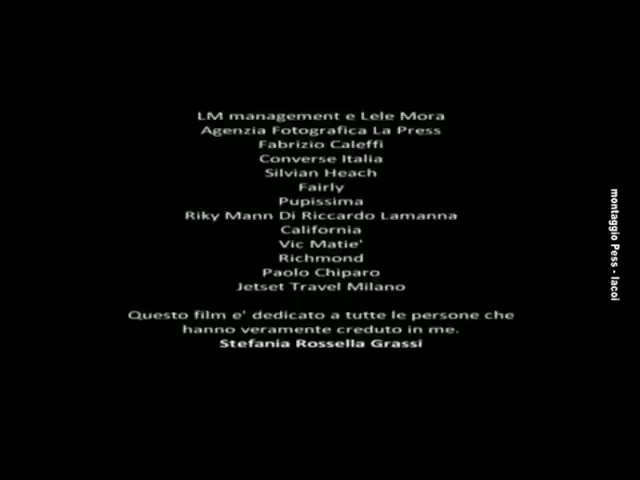 LM management e Lele Mora
Agenzia Fotografica La Press
Fabrizio Caleffi
Converse Italia
Silvian Heach
Fairly
Pupissima
Riky Mann Di Riccardo Lamanna
California
Vic Matie'
Richmond
Paolo Chiparo
Jetset Travel Milano
Questo film e' dedicato a tutte le persone che
hanno veramente creduto in me.
Stefania Rossella Grassi
montaggio Pess - Iacoi